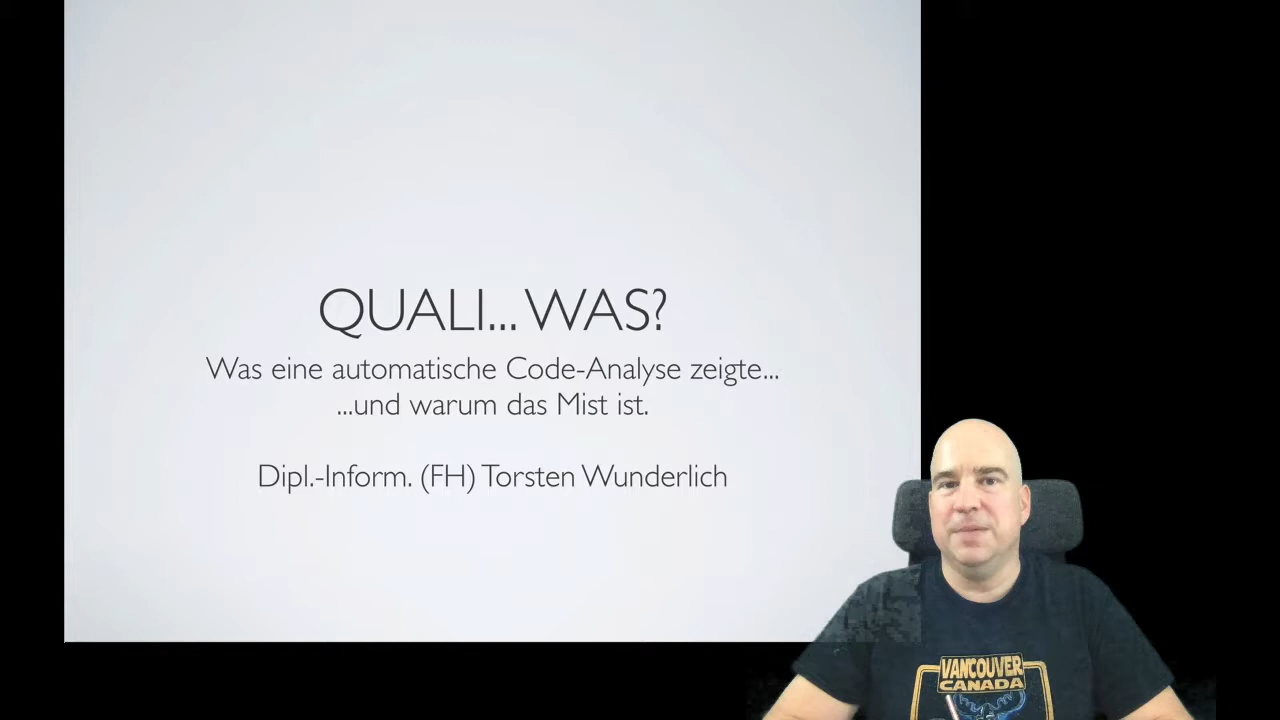 QUALI... WAS?
Was eine automatische Code-Analyse zeigte...
...und warum das Mist ist.
Dipl.-Inform. (FH) Torsten Wunderlich
VANCOUVER
CANADA